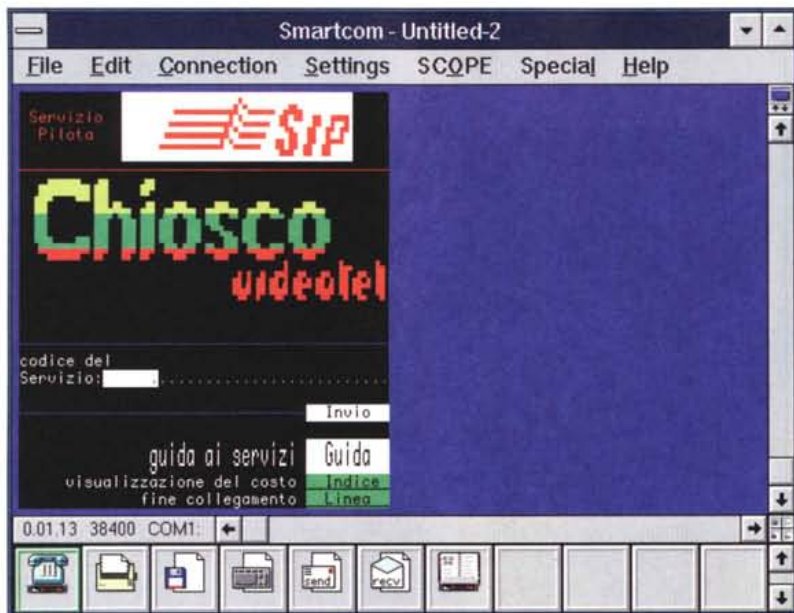 Smartcom - Untitled-2
File Edit Connection Settings SCOPE Special Help
Servizio
Pilota
SIP
Chiosco
videotel
codice del
Servizio: ............................
Invio
guida ai servizi Guida
visualizzazione del costo Indice
fine collegamento Linea
0.01.13 38400 COM1:
send
recv